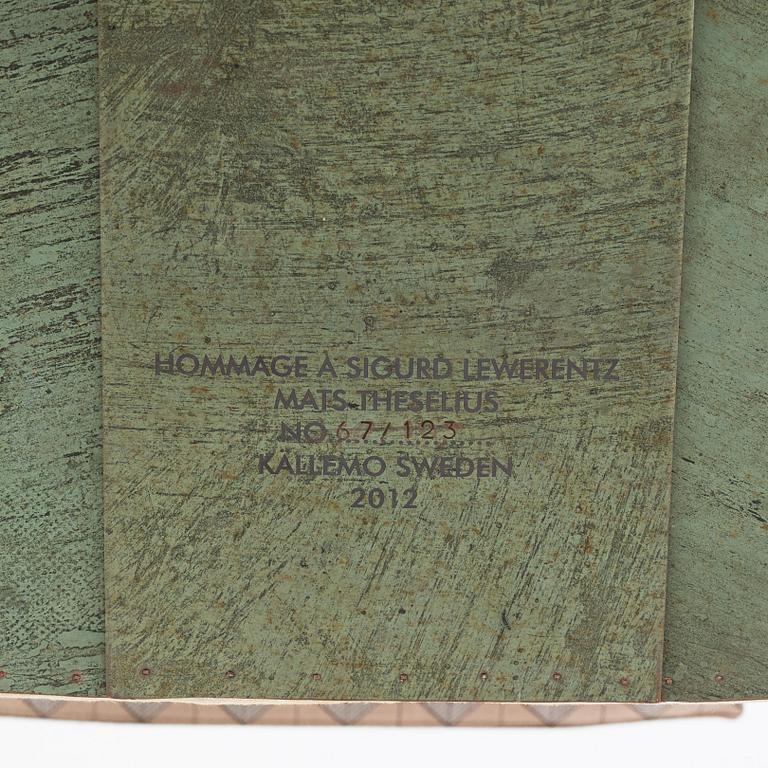 HOMMAGE À SIGURD LEWERENTZ
MATS THESELIUS
NO 67/123
KÄLLEMO SWEDEN
2012